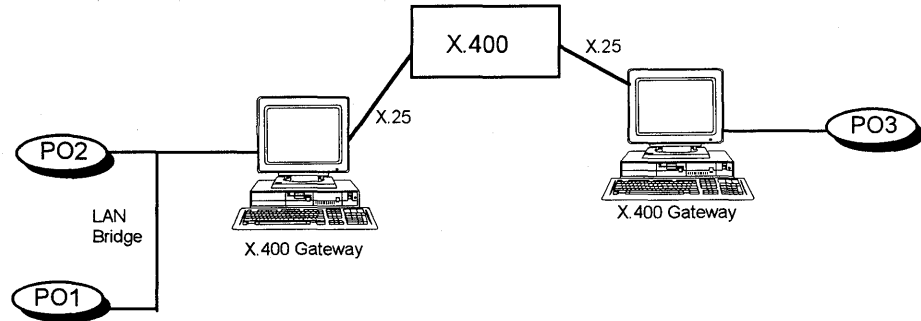 X.400
X.25
X.25
PO2
PO3
LAN
Bridge
X.400 Gateway
X.400 Gateway
PO1